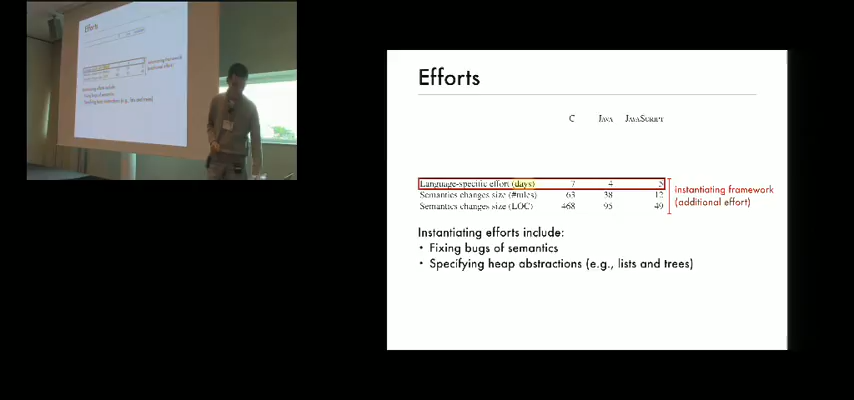 Efforts
C Java JavaScript
Language-specific effort (days) 7 4 5
Semantics changes size (#rules) 63 38 12
Semantics changes size (LOC) 468 95 49
instantiating framework
(additional effort)
Instantiating efforts include:
• Fixing bugs of semantics
• Specifying heap abstractions (e.g., lists and trees)